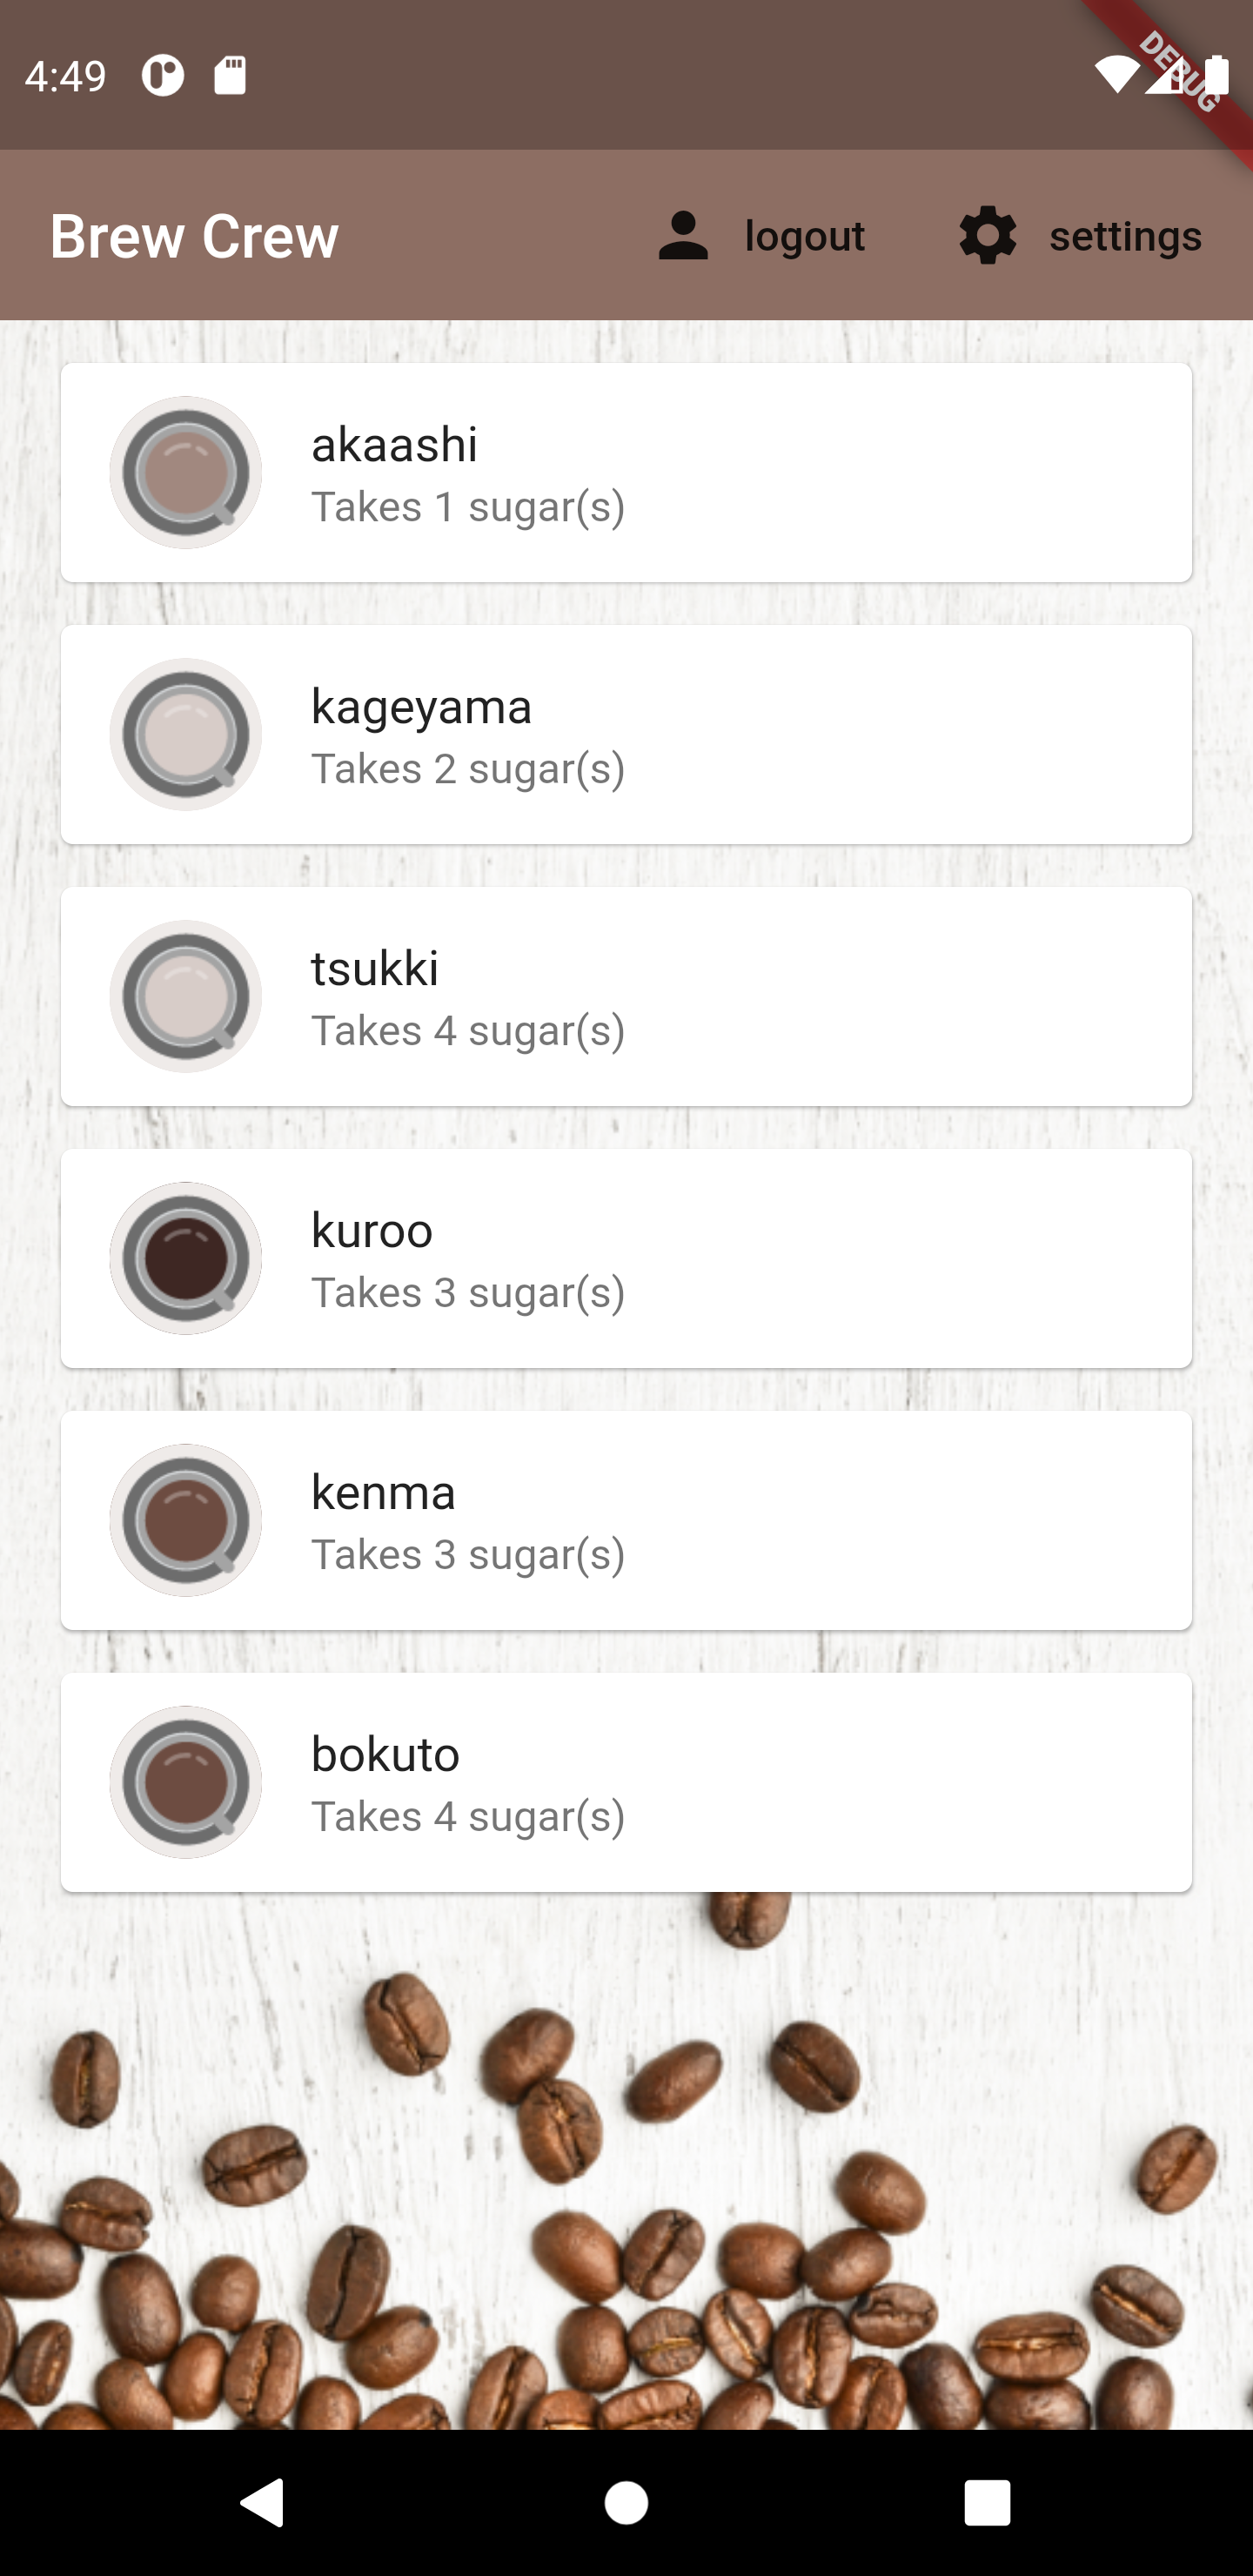 4:49
DEBUG
Brew Crew
logout
settings
akaashi
Takes 1 sugar(s)
kageyama
Takes 2 sugar(s)
tsukki
Takes 4 sugar(s)
kuroo
Takes 3 sugar(s)
kenma
Takes 3 sugar(s)
bokuto
Takes 4 sugar(s)